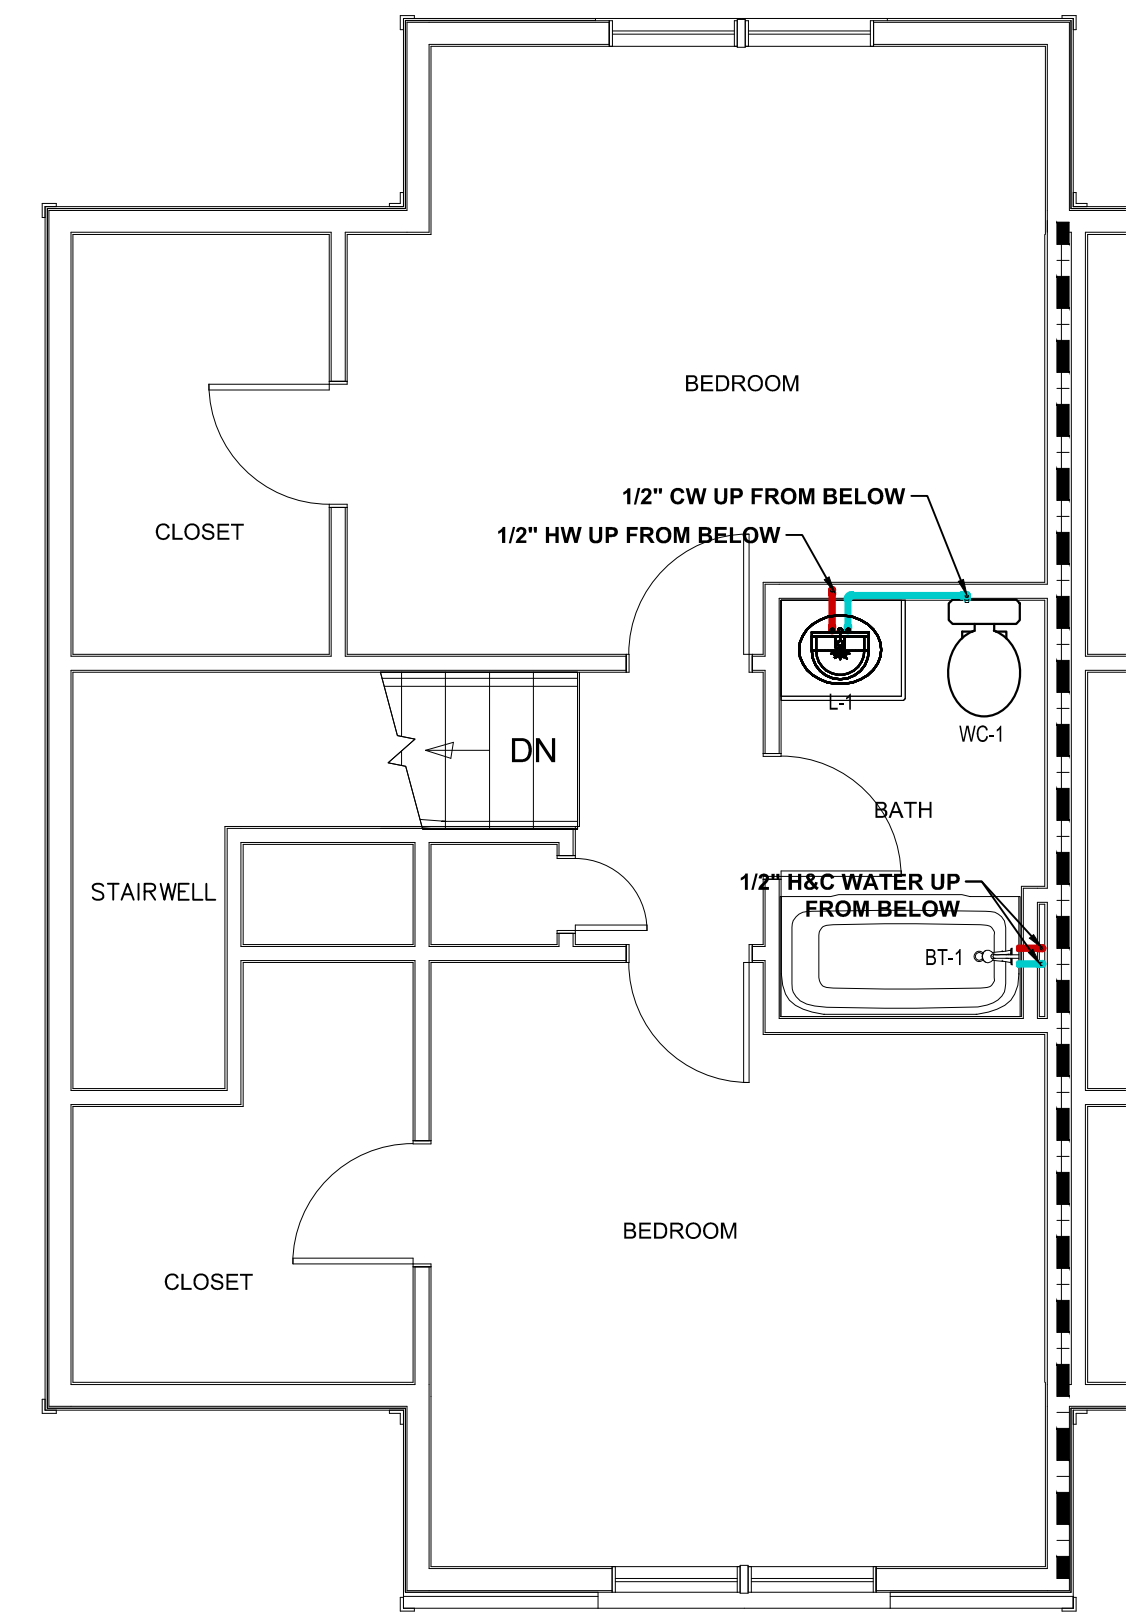 BEDROOM
1/2" CW UP FROM BELOW
1/2" HW UP FROM BELOW
CLOSET
L-1
WC-1
DN
BATH
1/2" H&C WATER UP
FROM BELOW
STAIRWELL
BT-1
BEDROOM
CLOSET